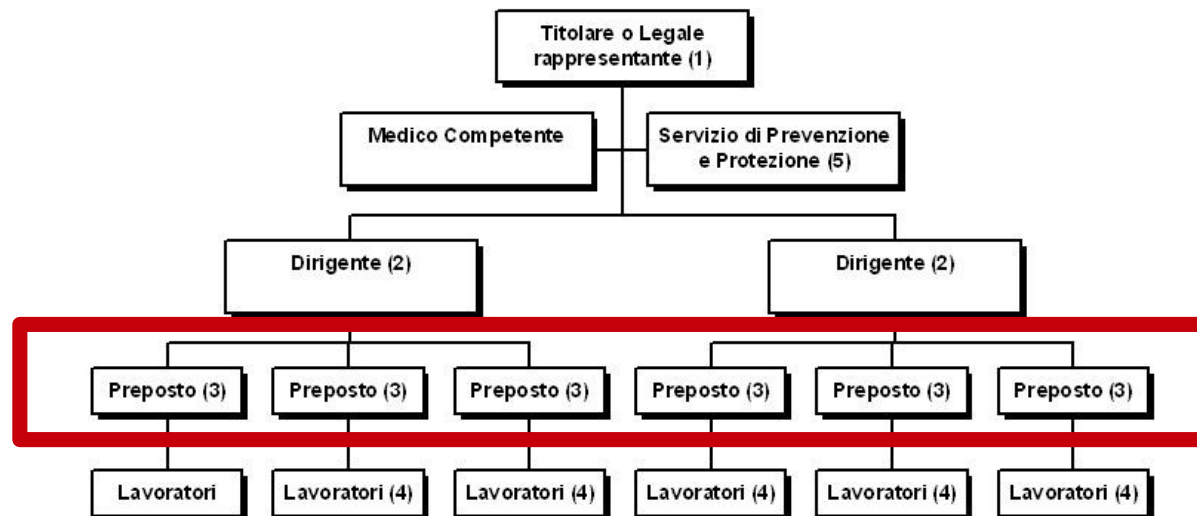 Titolare o Legale
rappresentante (1)
Medico Competente
Servizio di Prevenzione
e Protezione (5)
Dirigente (2)
Dirigente (2)
Preposto (3)
Preposto (3)
Preposto (3)
Preposto (3)
Preposto (3)
Preposto (3)
Lavoratori
Lavoratori (4)
Lavoratori (4)
Lavoratori (4)
Lavoratori (4)
Lavoratori (4)